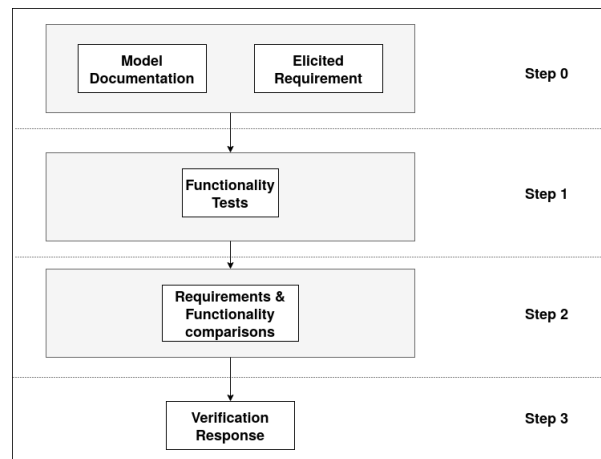 Model
Documentation
Elicited
Requirement
Step 0
Functionality
Tests
Step 1
Requirements &
Functionality
comparisons
Step 2
Verification
Response
Step 3